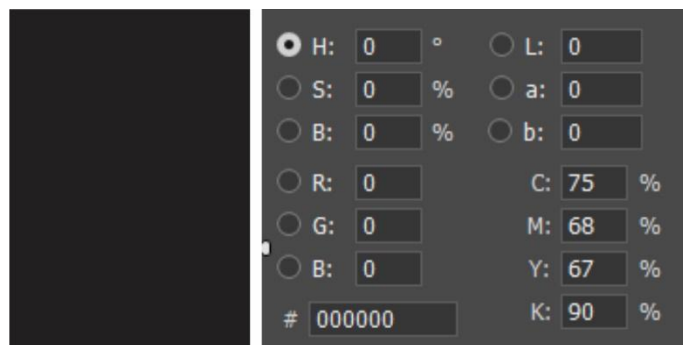 H: 0 ° L: 0
S: 0 % a: 0
B: 0 % b: 0
R: 0 C: 75 %
G: 0 M: 68 %
B: 0 Y: 67 %
# 000000 K: 90 %